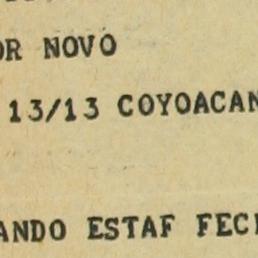 OR NOVO
13/13 COYOACAN
ANDO ESTAF FEC